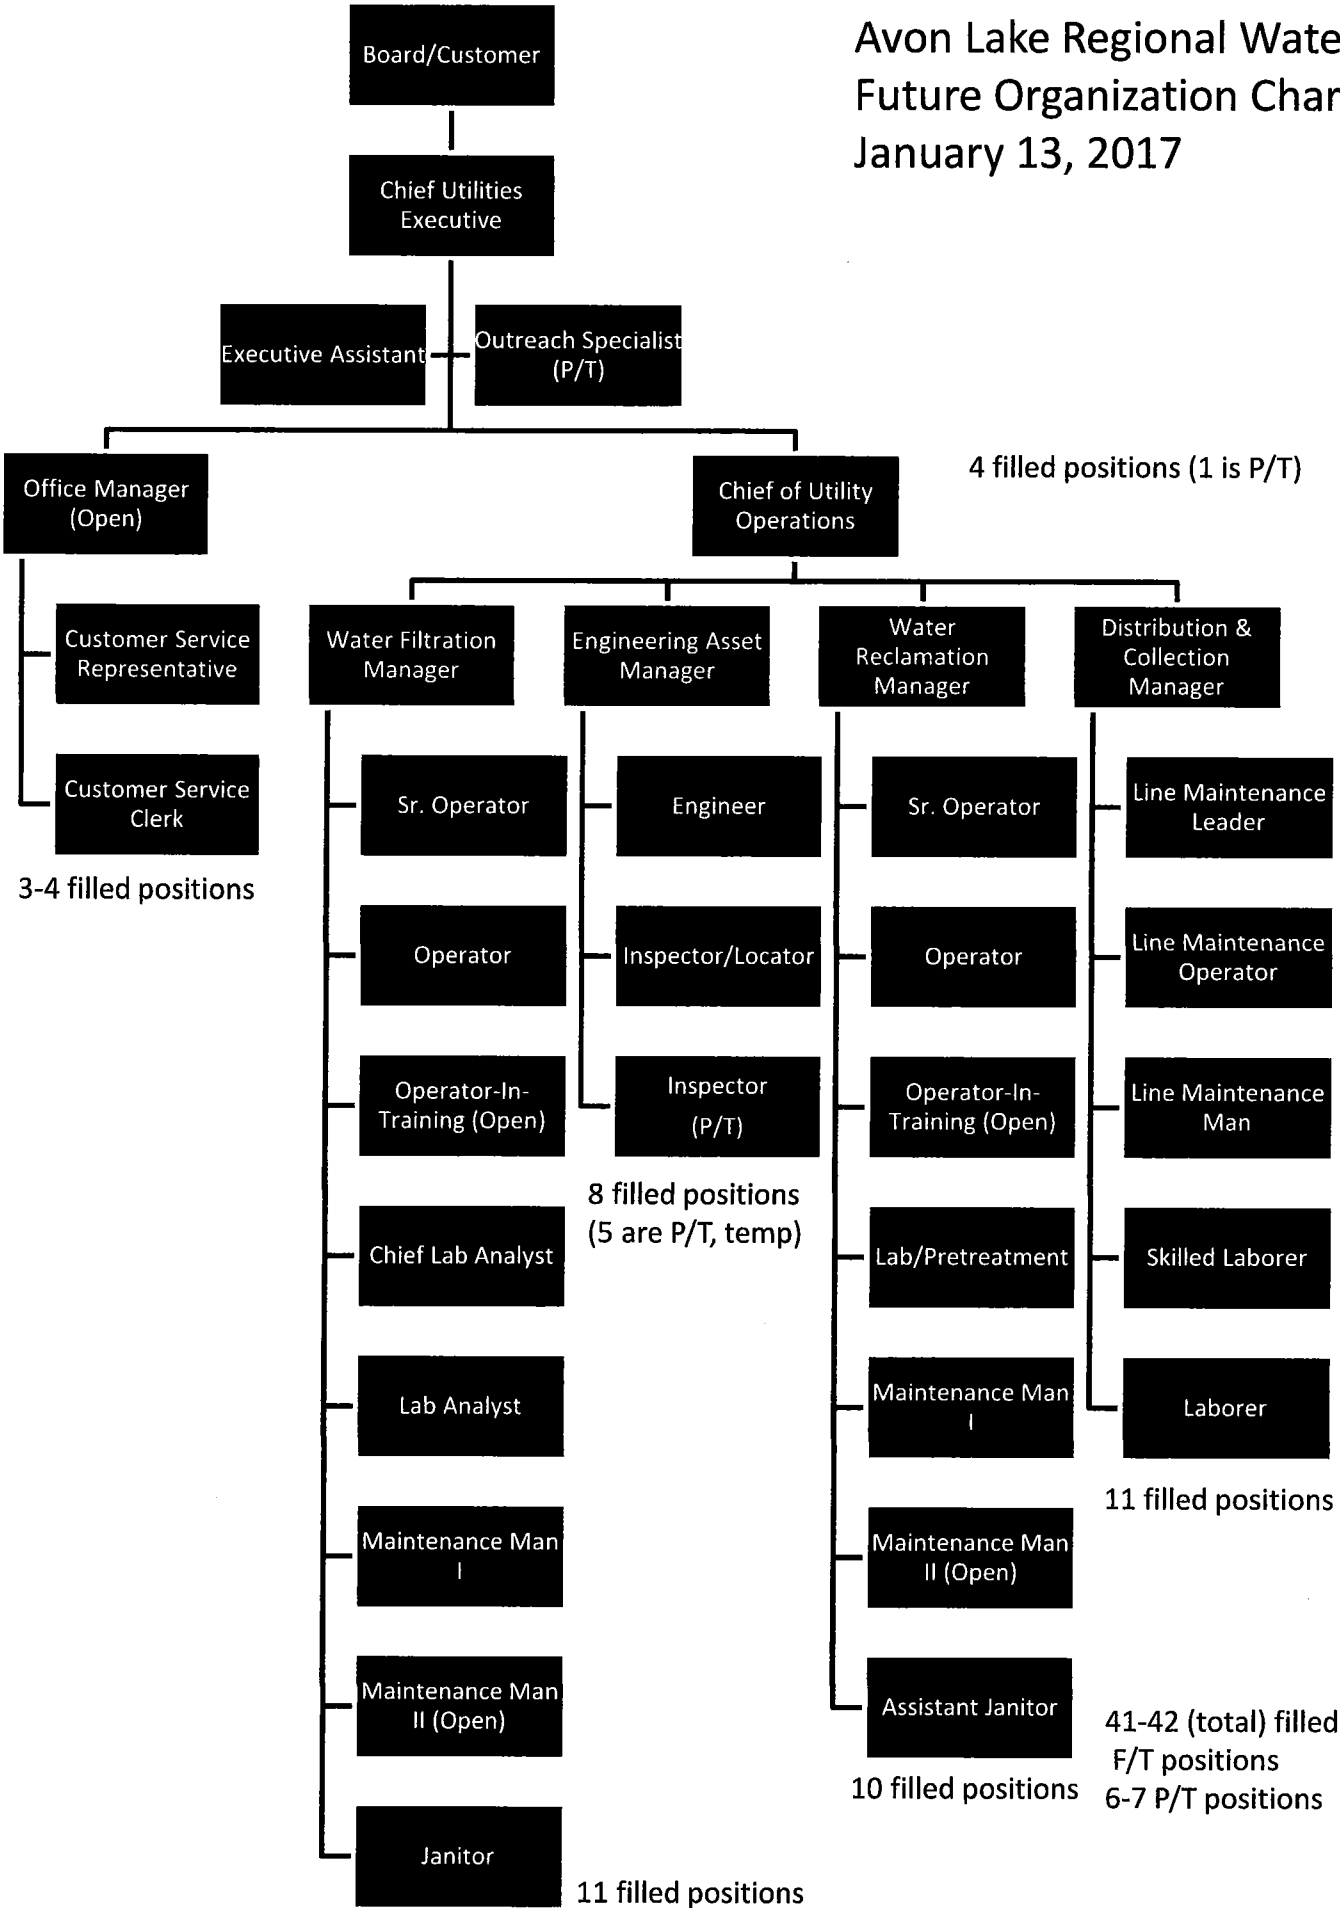 Avon Lake Regional Wate
Future Organization Char
January 13, 2017
Board/Customer
Chief Utilities
Executive
Executive Assistant
Outreach Specialist
(P/T)
4 filled positions (1 is P/T)
Office Manager
(Open)
Chief of Utility
Operations
Customer Service
Representative
Customer Service
Clerk
3-4 filled positions
Water Filtration
Manager
Sr. Operator
Operator
Operator-In-
Training (Open)
Chief Lab Analyst
Lab Analyst
Maintenance Man
I
Maintenance Man
II (Open)
Janitor
11 filled positions
Engineering Asset
Manager
Engineer
Inspector/Locator
Inspector
(P/T)
8 filled positions
(5 are P/T, temp)
Water
Reclamation
Manager
Sr. Operator
Operator
Operator-In-
Training (Open)
Lab/Pretreatment
Maintenance Man
I
Maintenance Man
II (Open)
Assistant Janitor
10 filled positions
Distribution &
Collection
Manager
Line Maintenance
Leader
Line Maintenance
Operator
Line Maintenance
Man
Skilled Laborer
Laborer
11 filled positions
41-42 (total) filled
F/T positions
6-7 P/T positions